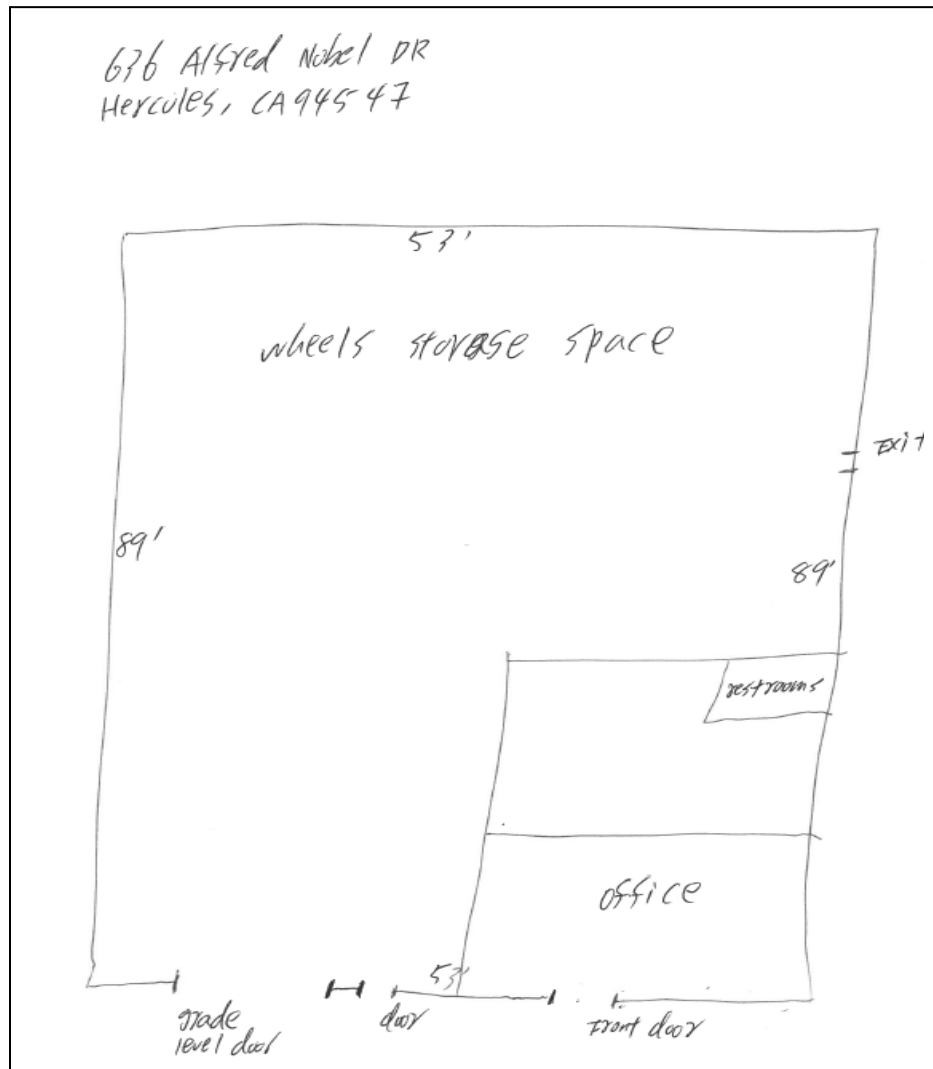 636 Alfred Nobel DR
Hercules, CA 94547
53'
wheels storage space
EXIT
89'
89'
restrooms
office
53'
grade
level door
door
Front door